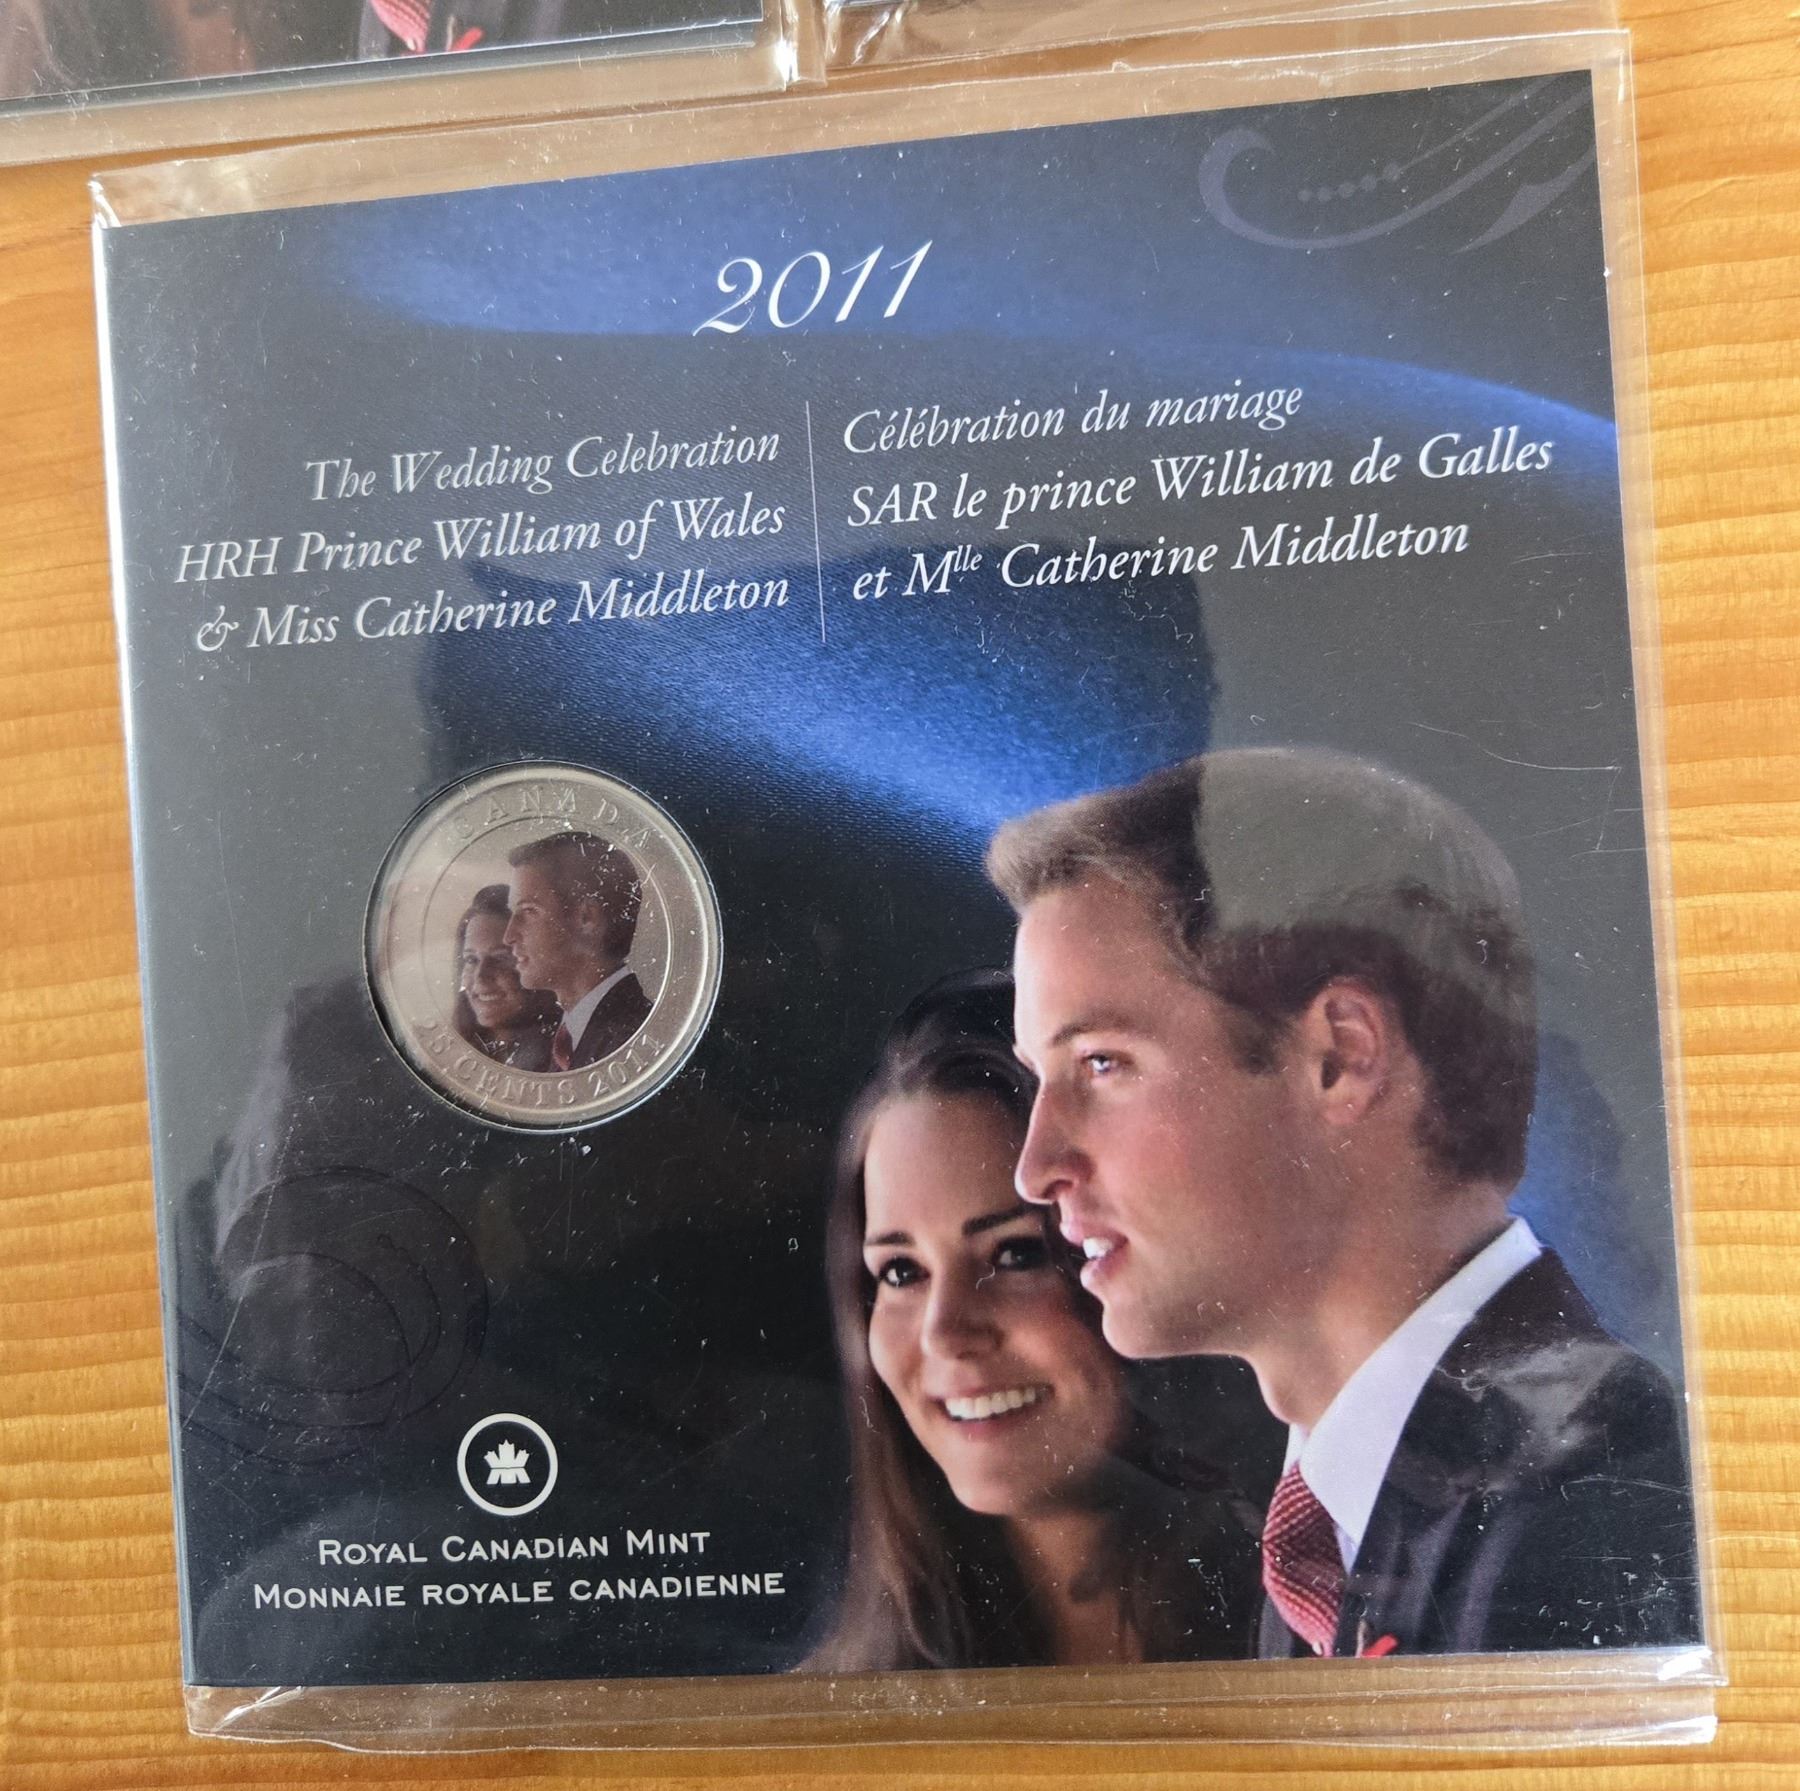 2011
The Wedding Celebration
HRH Prince William of Wales
& Miss Catherine Middleton
Célébration du mariage
SAR le prince William de Galles
et Mlle Catherine Middleton
CANADA
25 CENTS 2011
ROYAL CANADIAN MINT
MONNAIE ROYALE CANADIENNE